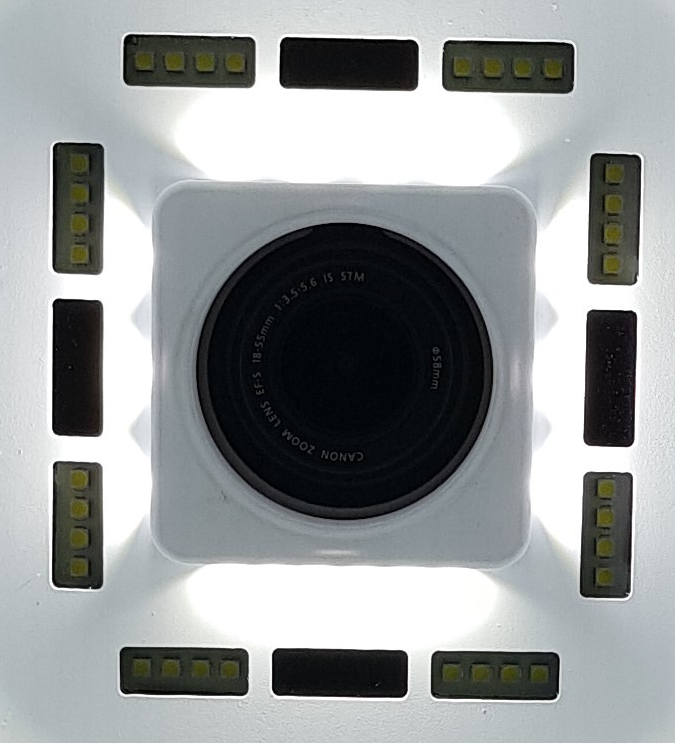 CANON ZOOM LENS EF-S 18-55mm 1:3.5-5.6 IS STM
Φ58mm